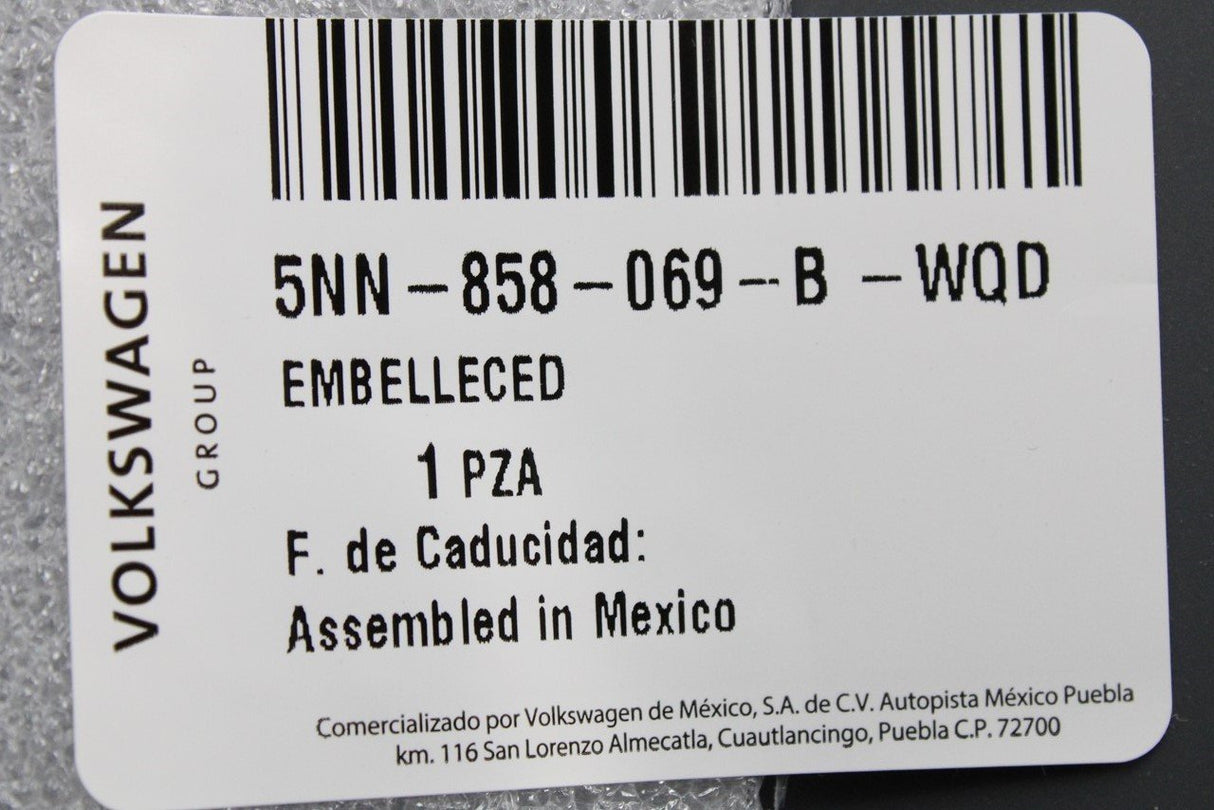 VOLKSWAGEN
GROUP
5NN-858-069-B -WQD
EMBELLECED
1 PZA
F. de Caducidad:
Assembled in Mexico
Comercializado por Volkswagen de México, S.A. de C.V. Autopista México Puebla
km. 116 San Lorenzo Almecatla, Cuautlancingo, Puebla C.P. 72700